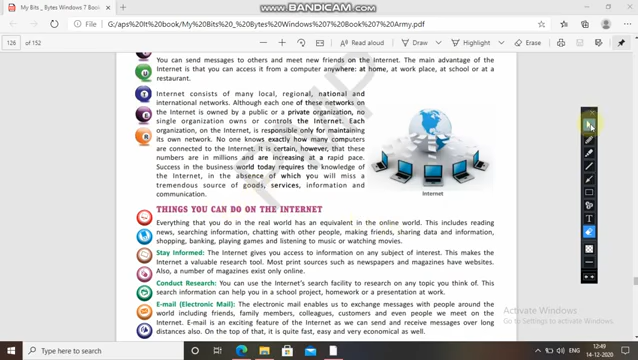 www.BANDICAM.com
My Bits _ Bytes Windows 7 Book
G:/aps%20It%20book/My%20Bits%20_%20Bytes%20Windows%207%20Book%207%20Army.pdf
126 of 152
Read aloud
Draw
Highlight
Erase
You can send messages to others and meet new friends on the Internet. The main advantage of the
Internet is that you can access it from a computer anywhere: at home, at work place, at school or at a
restaurant.
Internet consists of many local, regional, national and
international networks. Although each one of these networks on
the Internet is owned by a public or a private organization, no
single organization owns or controls the Internet. Each
organization, on the Internet, is responsible only for maintaining
its own network. No one knows exactly how many computers
are connected to the Internet. It is certain, however, that these
numbers are in millions and are increasing at a rapid pace.
Success in the business world today requires the knowledge of
the Internet, in the absence of which you will miss a
tremendous source of goods, services, information and
communication.
Internet
THINGS YOU CAN DO ON THE INTERNET
Everything that you do in the real world has an equivalent in the online world. This includes reading
news, searching information, chatting with other people, making friends, sharing data and information,
shopping, banking, playing games and listening to music or watching movies.
Stay Informed: The Internet gives you access to information on any subject of interest. This makes the
Internet a valuable research tool. Most print sources such as newspapers and magazines have websites.
Also, a number of magazines exist only online.
Conduct Research: You can use the Internet's search facility to research on any topic you think of. This
search information can help you in a school project, homework or a presentation at work.
E-mail (Electronic Mail): The electronic mail enables us to exchange messages with people around the
world including friends, family members, colleagues, customers and even people we meet on the
Internet. E-mail is an exciting feature of the Internet as we can send and receive messages over long
distances also. On the top of that, it is quite fast, easy and very economical as well.
Activate Windows
Go to Settings to activate Windows.
Type here to search
ENG
12:49
14-12-2020